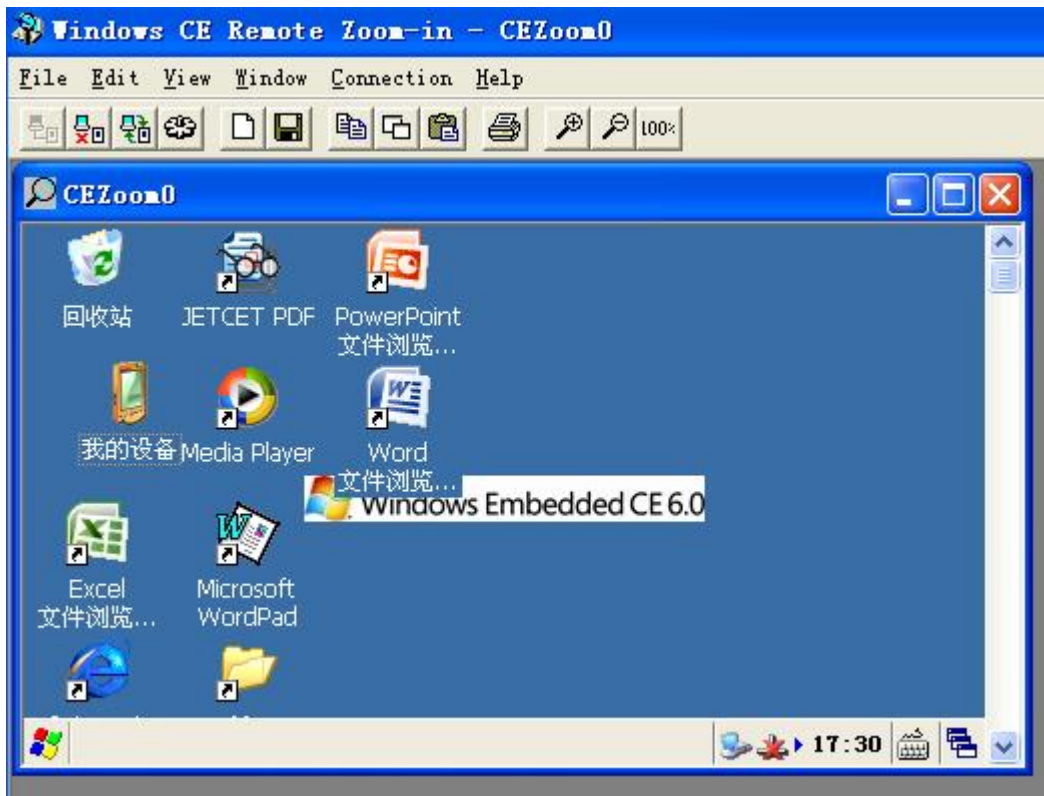 Windows CE Remote Zoom-in - CEZoom0
File Edit View Window Connection Help
100%
CEZoom0
回收站
JETCET PDF
PowerPoint
文件浏览...
我的设备
Media Player
Word
文件浏览...
Windows Embedded CE 6.0
Excel
文件浏览...
Microsoft
WordPad
17:30